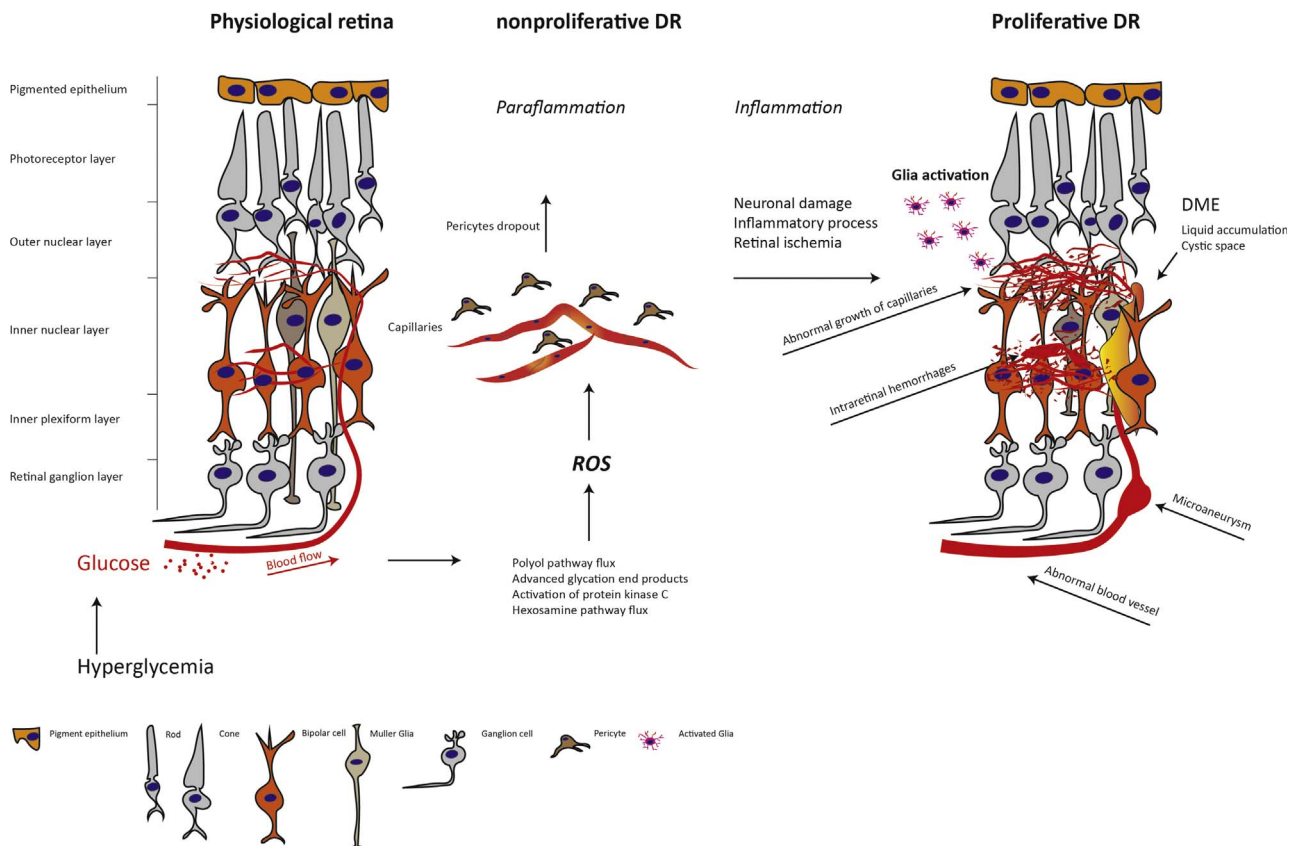 Physiological retina
nonproliferative DR
Proliferative DR
Pigmented epithelium
Photoreceptor layer
Outer nuclear layer
Inner nuclear layer
Inner plexiform layer
Retinal ganglion layer
Glucose
Blood flow
Hyperglycemia
Paraflammation
Pericytes dropout
Capillaries
ROS
Polyol pathway flux
Advanced glycation end products
Activation of protein kinase C
Hexosamine pathway flux
Inflammation
Neuronal damage
Inflammatory process
Retinal ischemia
Glia activation
DME
Liquid accumulation
Cystic space
Abnormal growth of capillaries
Intraretinal hemorrhages
Microaneurysm
Abnormal blood vessel
Pigment epithelium
Rod
Cone
Bipolar cell
Muller Glia
Ganglion cell
Pericyte
Activated Glia